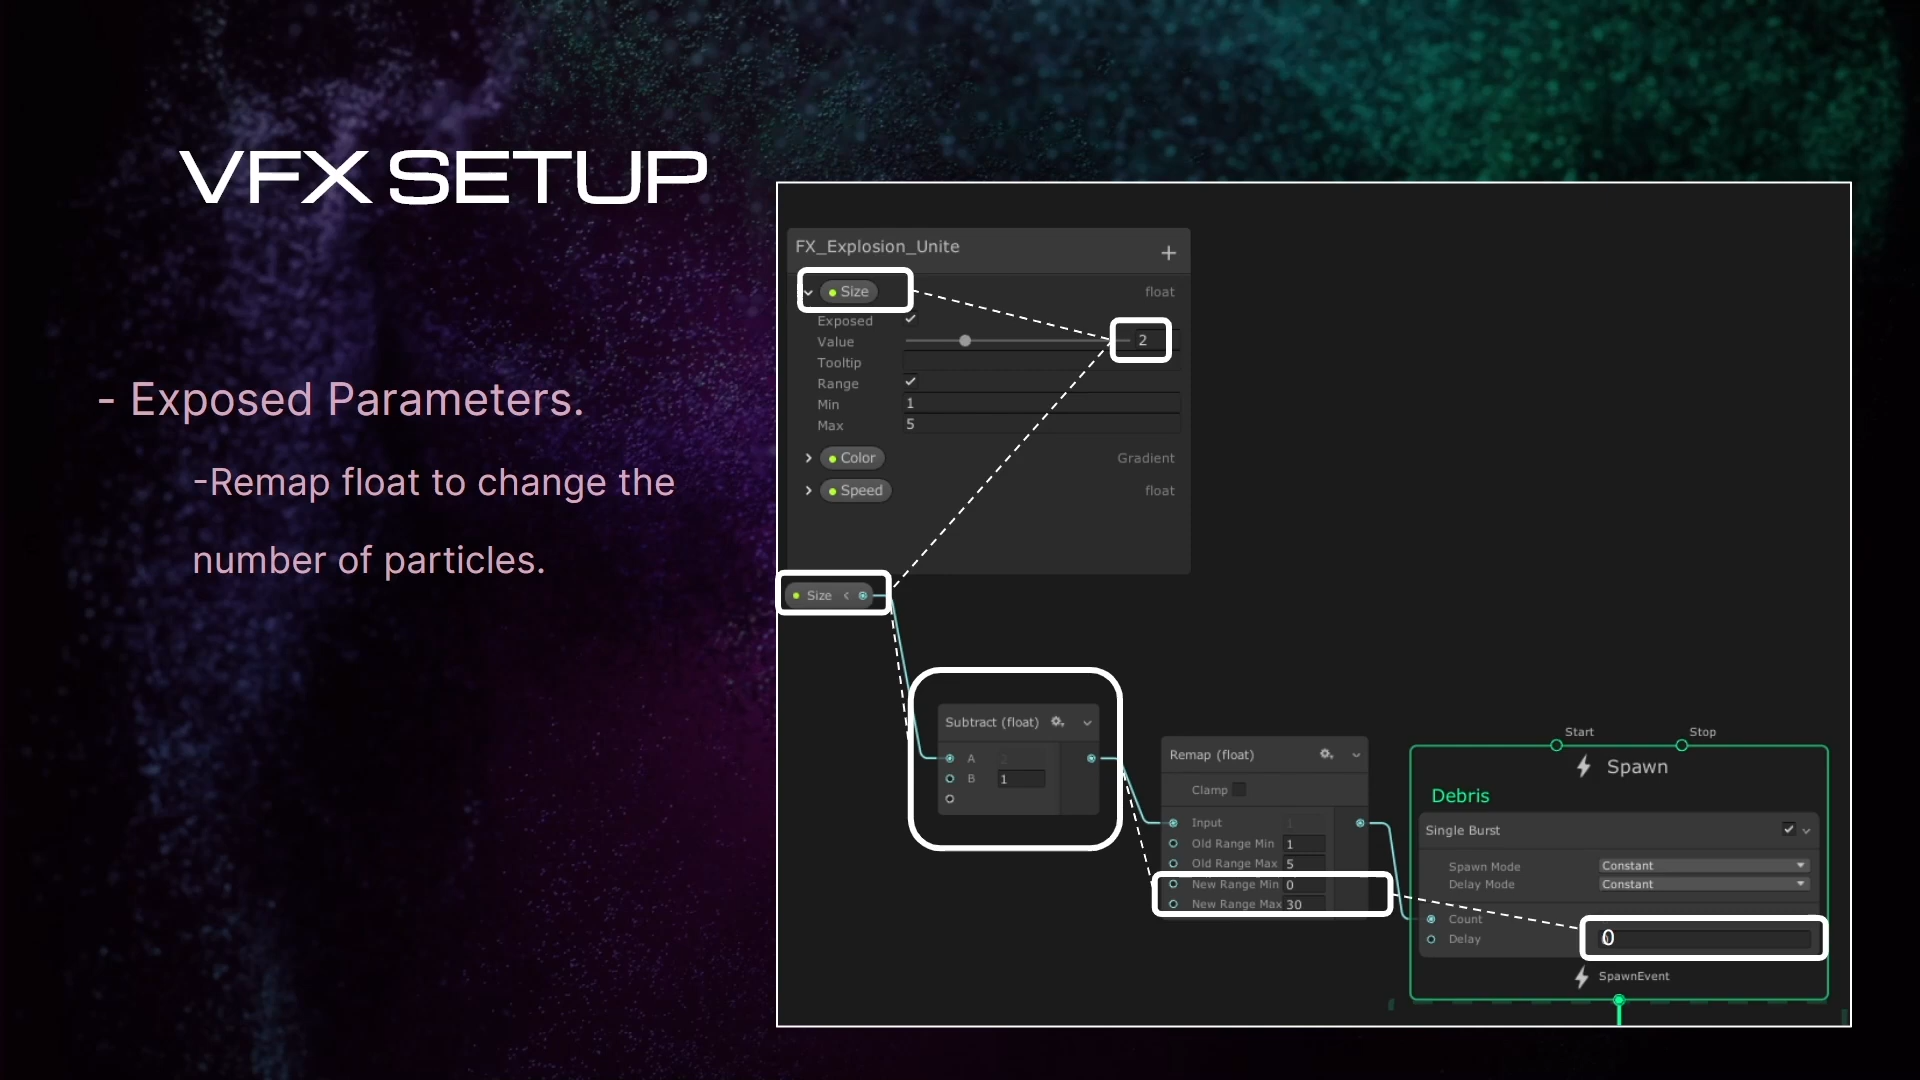 VFX SETUP
- Exposed Parameters.
-Remap float to change the
number of particles.
FX_Explosion_Unite
+
Size
float
Exposed
Value
2
Tooltip
Range
Min
1
Max
5
Color
Gradient
Speed
float
Size
Subtract (float)
A
2
B
1
Remap (float)
Clamp
Input
1
Old Range Min
1
Old Range Max
5
New Range Min
0
New Range Max
30
Start
Stop
Spawn
Debris
Single Burst
Spawn Mode
Constant
Delay Mode
Constant
Count
Delay
0
SpawnEvent